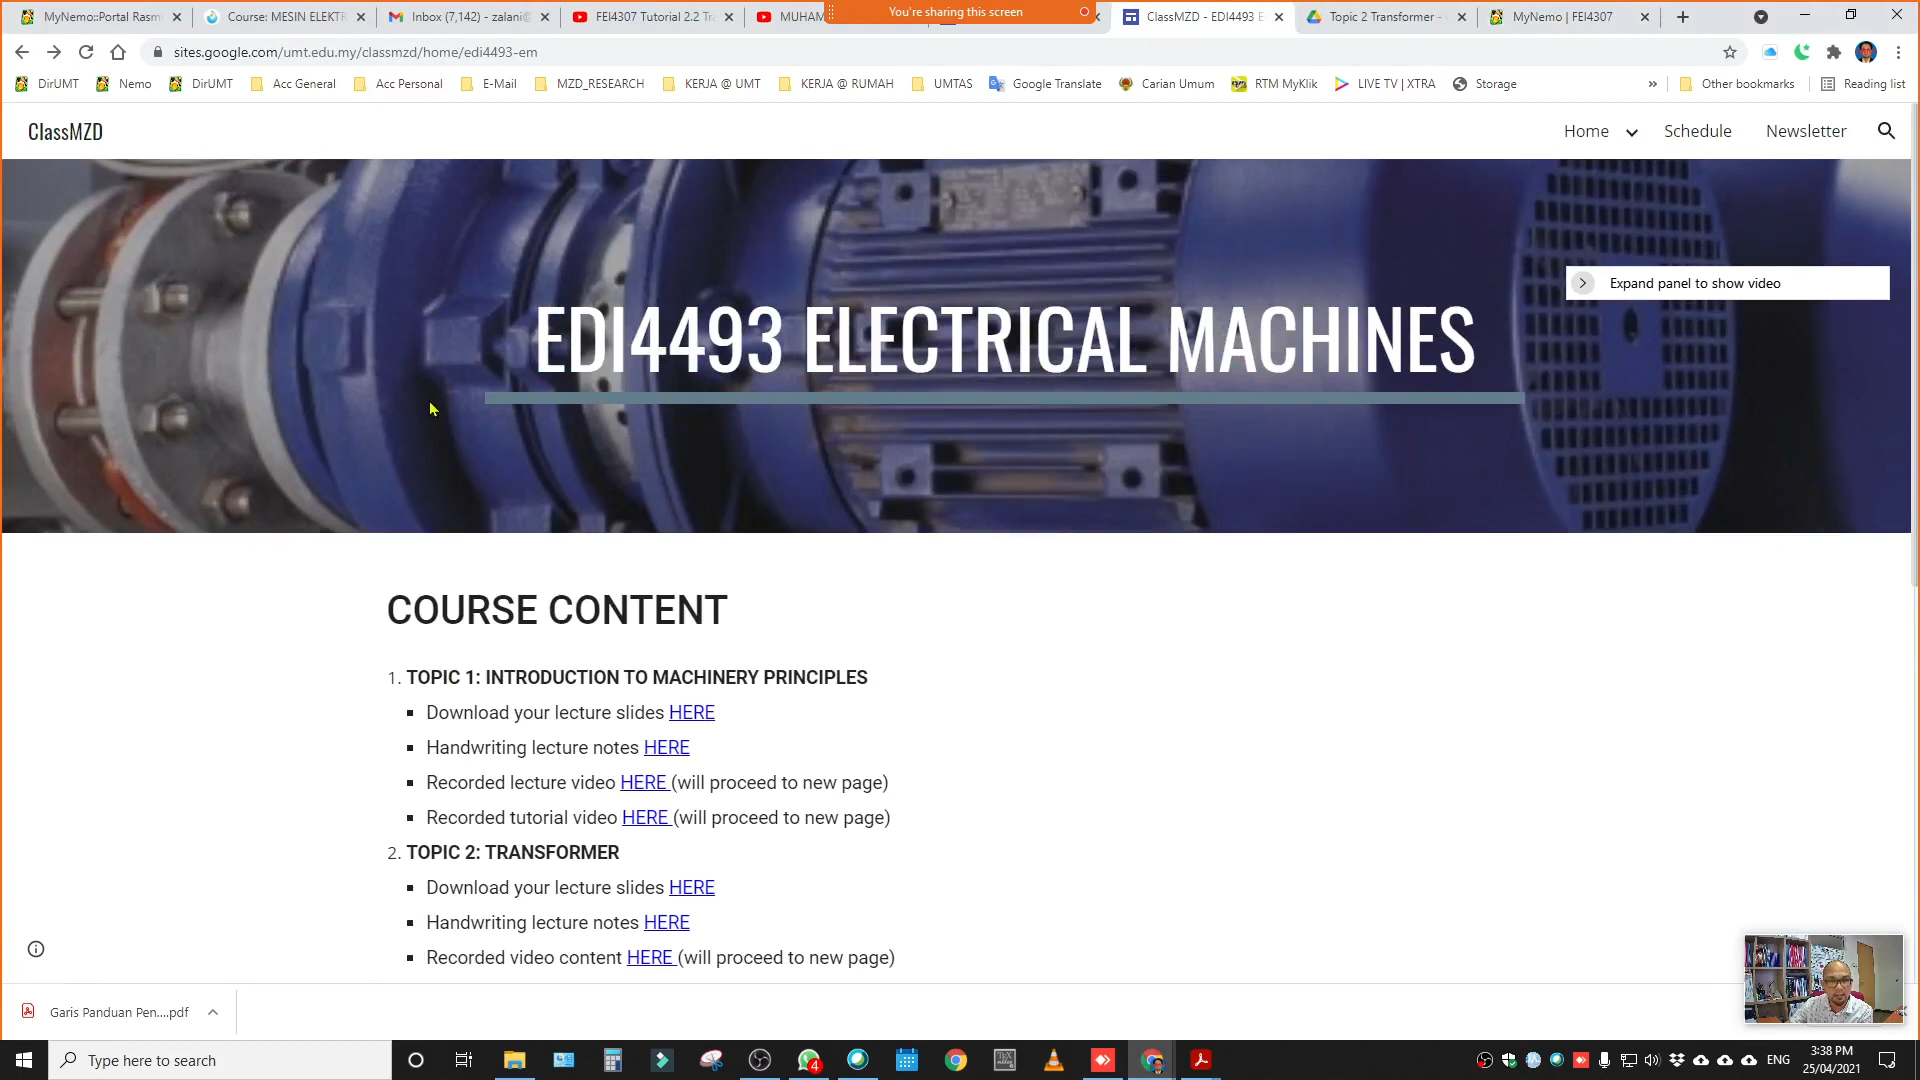 MyNemo::Portal Rasm
Course: MESIN ELEKTR
Inbox (7,142) - zalani@
FEI4307 Tutorial 2.2 Tr
MUHAM
You're sharing this screen
ClassMZD - EDI4493 E
Topic 2 Transformer -
MyNemo | FEI4307
sites.google.com/umt.edu.my/classmzd/home/edi4493-em
DirUMT
Nemo
DirUMT
Acc General
Acc Personal
E-Mail
MZD_RESEARCH
KERJA @ UMT
KERJA @ RUMAH
UMTAS
Google Translate
Carian Umum
RTM MyKlik
LIVE TV | XTRA
Storage
»
Other bookmarks
Reading list
ClassMZD
Home
Schedule
Newsletter
Expand panel to show video
EDI4493 ELECTRICAL MACHINES
COURSE CONTENT
1. TOPIC 1: INTRODUCTION TO MACHINERY PRINCIPLES
▪ Download your lecture slides HERE
▪ Handwriting lecture notes HERE
▪ Recorded lecture video HERE (will proceed to new page)
▪ Recorded tutorial video HERE (will proceed to new page)
2. TOPIC 2: TRANSFORMER
▪ Download your lecture slides HERE
▪ Handwriting lecture notes HERE
▪ Recorded video content HERE (will proceed to new page)
Garis Panduan Pen....pdf
Type here to search
4
ENG
3:38 PM
25/04/2021